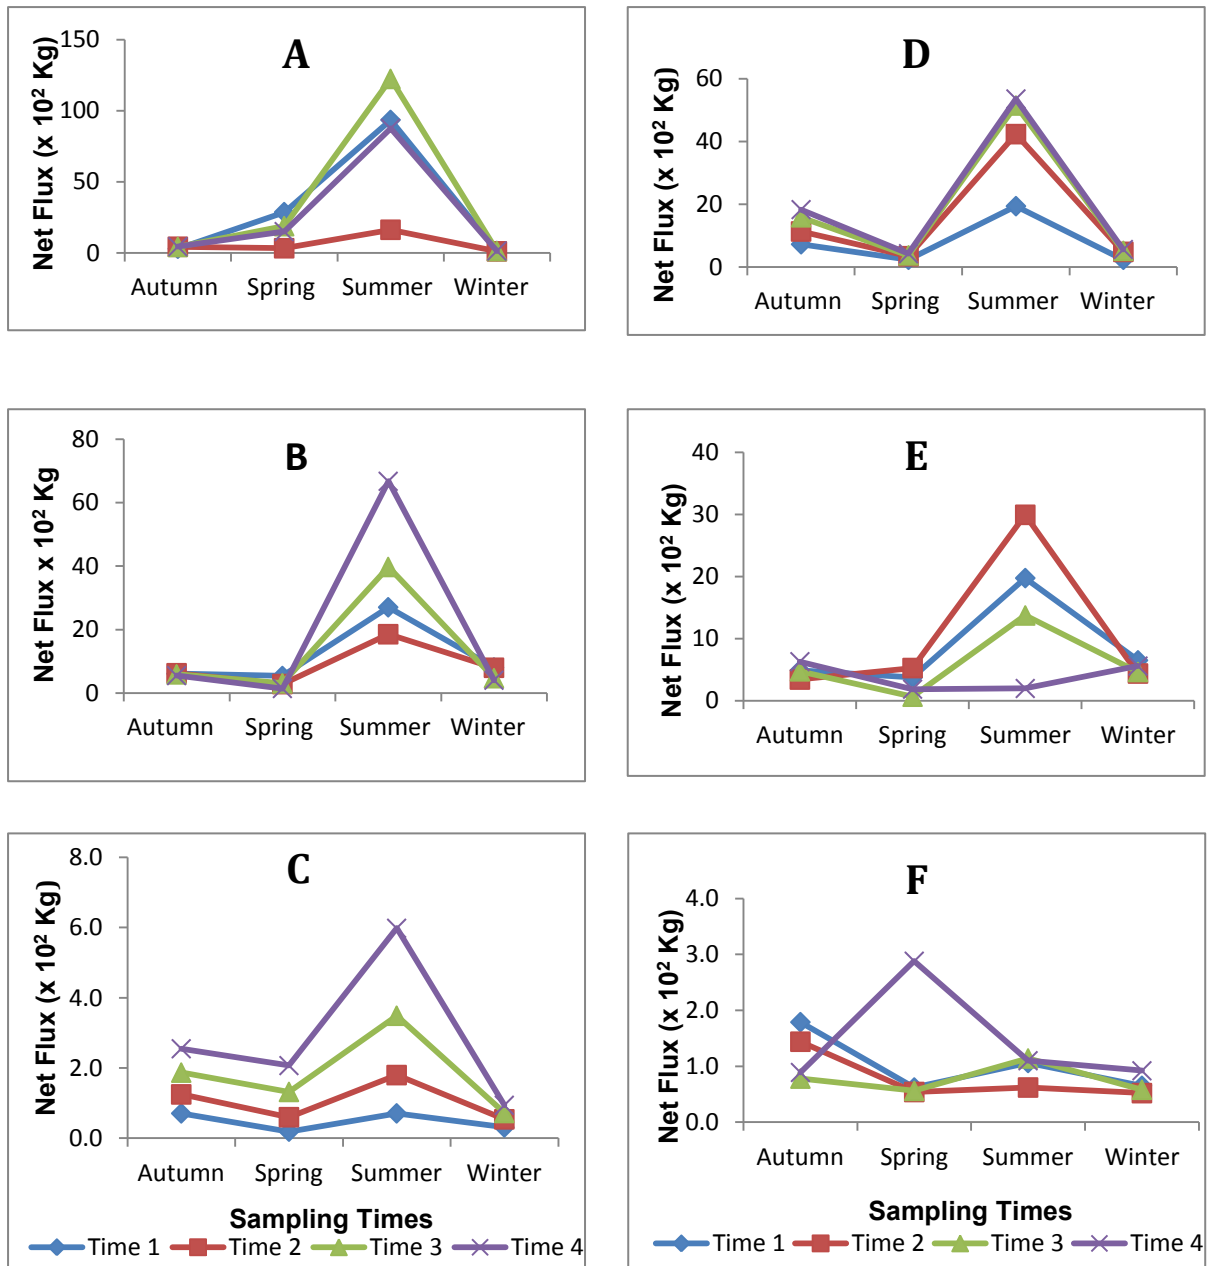 A
Net Flux (x 10² Kg)
150
100
50
0
Autumn Spring Summer Winter
D
Net Flux (x 10² Kg)
60
40
20
0
Autumn Spring Summer Winter
B
Net Flux x 10² Kg
80
60
40
20
0
Autumn Spring Summer Winter
E
Net Flux (x 10² Kg)
40
30
20
10
0
Autumn Spring Summer Winter
C
Net Flux (x 10² Kg)
8.0
6.0
4.0
2.0
0.0
Autumn Spring Summer Winter
Sampling Times
Time 1 Time 2 Time 3 Time 4
F
Net Flux (x 10² Kg)
4.0
3.0
2.0
1.0
0.0
Autumn Spring Summer Winter
Sampling Times
Time 1 Time 2 Time 3 Time 4